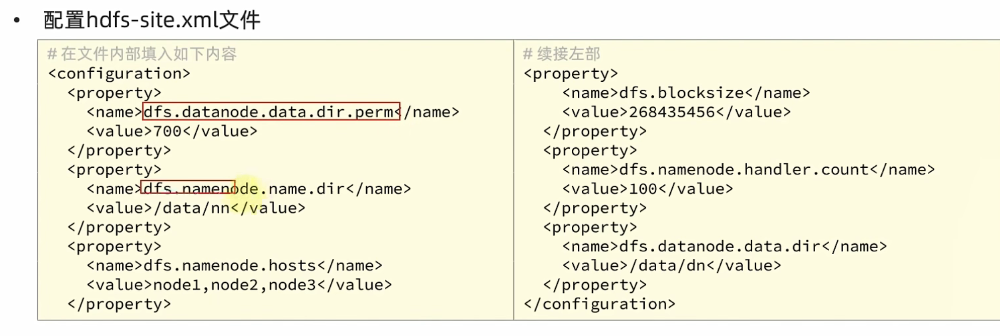 • 配置hdfs-site.xml文件
# 在文件内部填入如下内容
<configuration>
  <property>
    <name>dfs.datanode.data.dir.perm</name>
    <value>700</value>
  </property>
  <property>
    <name>dfs.namenode.name.dir</name>
    <value>/data/nn</value>
  </property>
  <property>
    <name>dfs.namenode.hosts</name>
    <value>node1,node2,node3</value>
  </property>
# 续接左部
<property>
    <name>dfs.blocksize</name>
    <value>268435456</value>
  </property>
  <property>
    <name>dfs.namenode.handler.count</name>
    <value>100</value>
  </property>
  <property>
    <name>dfs.datanode.data.dir</name>
    <value>/data/dn</value>
  </property>
</configuration>